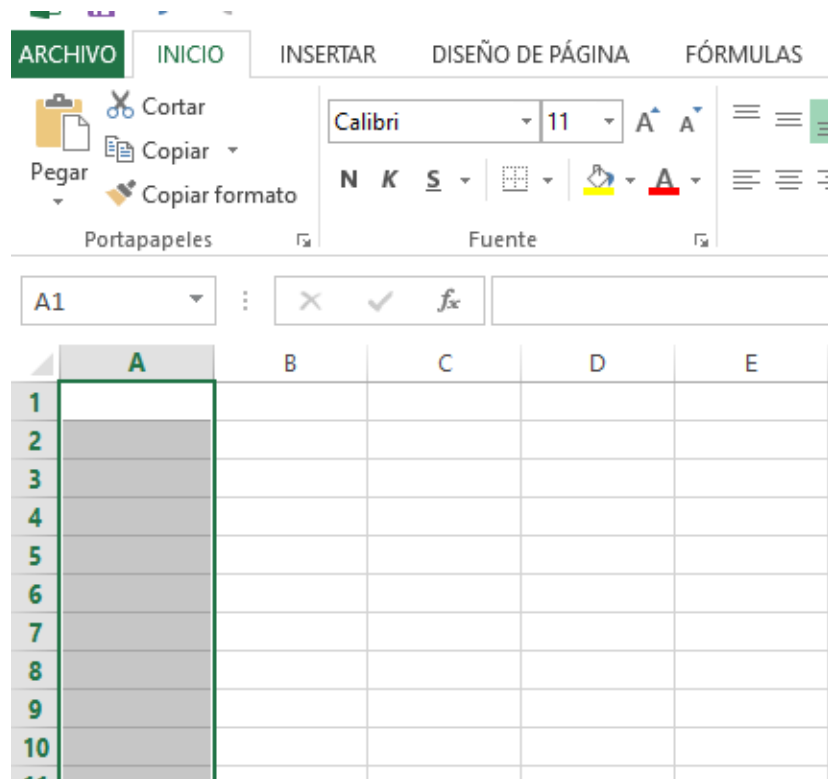 ARCHIVO INICIO INSERTAR DISEÑO DE PÁGINA FÓRMULAS
Cortar
Copiar
Copiar formato
Pegar
Calibri 11 A A
N K S A
Portapapeles Fuente
A1 fx
A B C D E
1
2
3
4
5
6
7
8
9
10
11